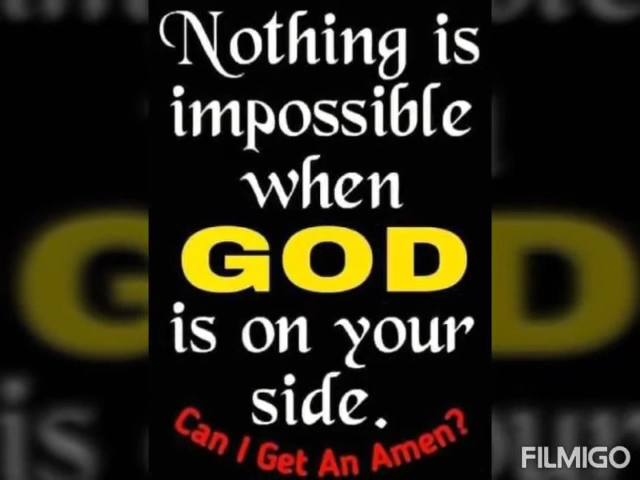 Nothing is
impossible
when
GOD
is on your
side.
Can I Get An Amen?
FILMIGO